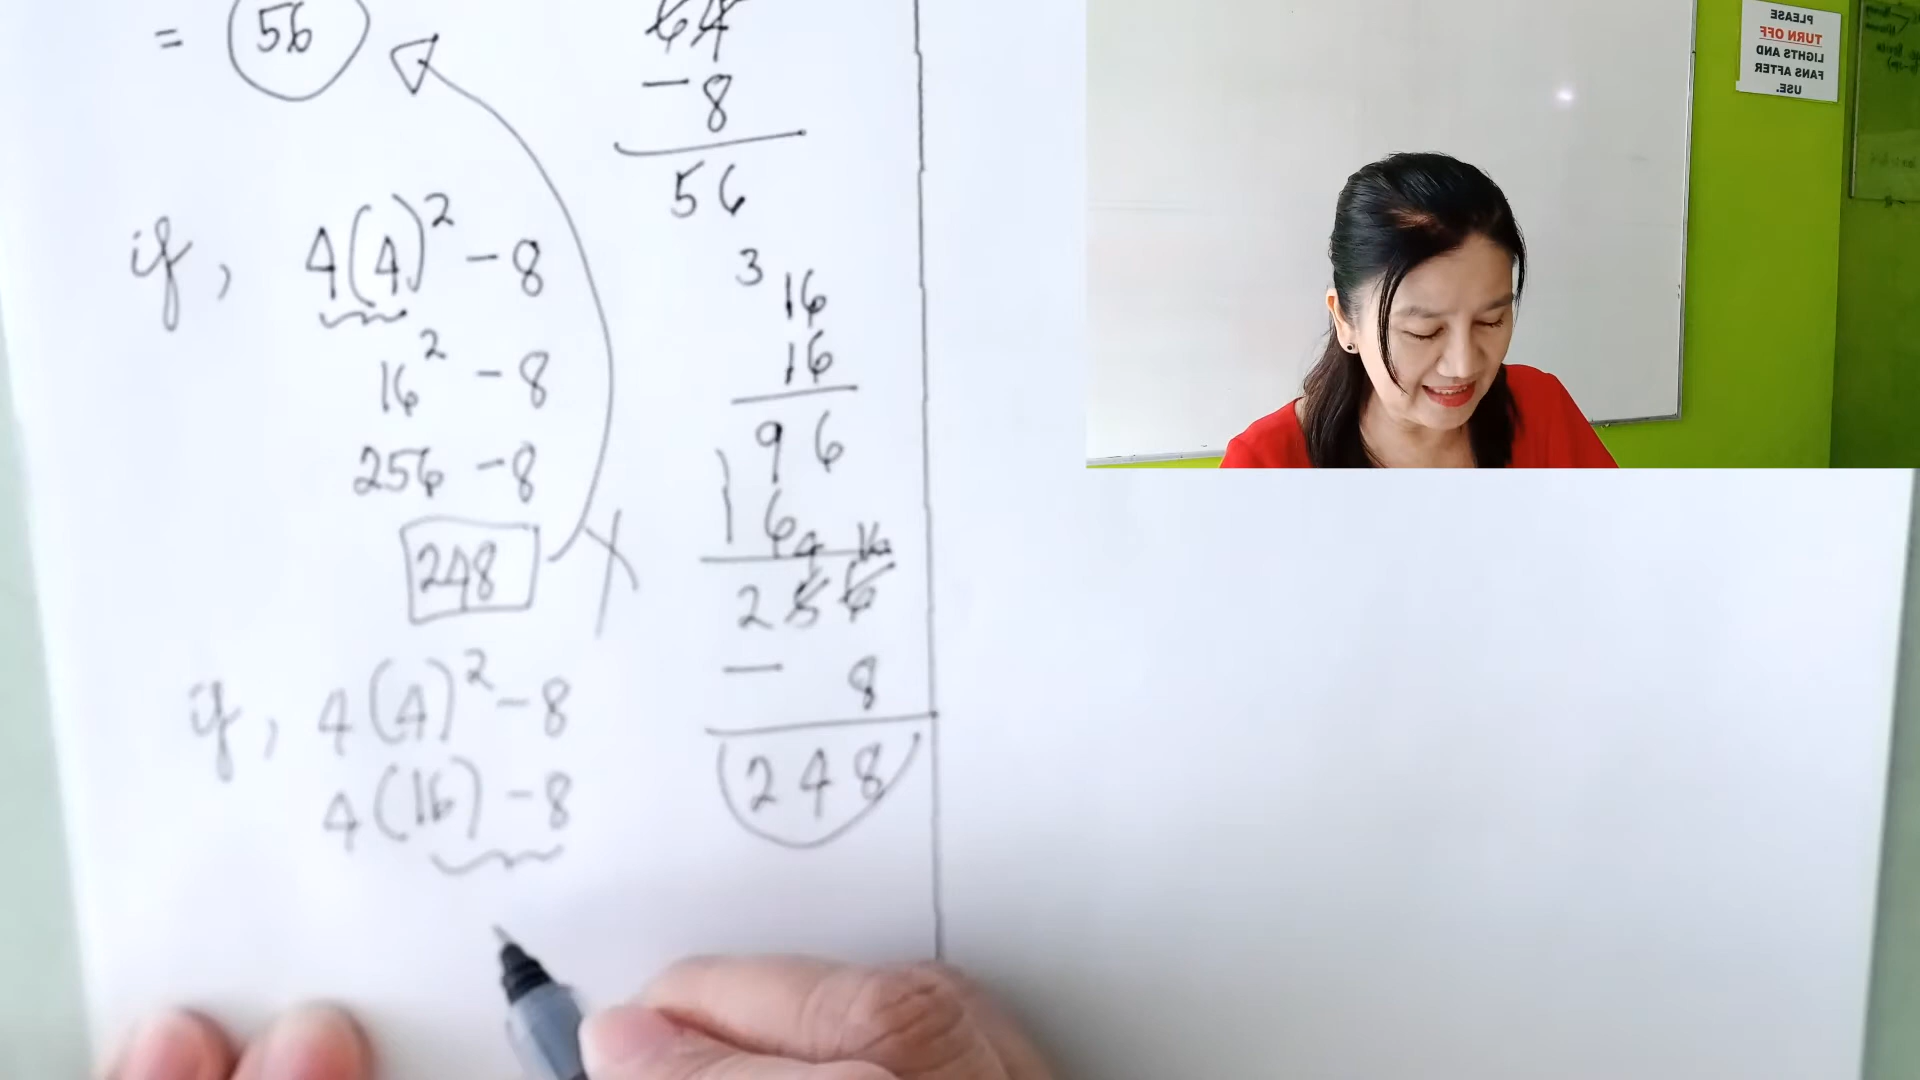 = 56
64
- 8
56
if, 4(4)² - 8
16² - 8
256 - 8
248
3
16
16
96
16
4 16
256
- 8
248
if, 4(4)² - 8
4(16) - 8
PLEASE
TURN OFF
LIGHTS AND
FANS AFTER
USE.